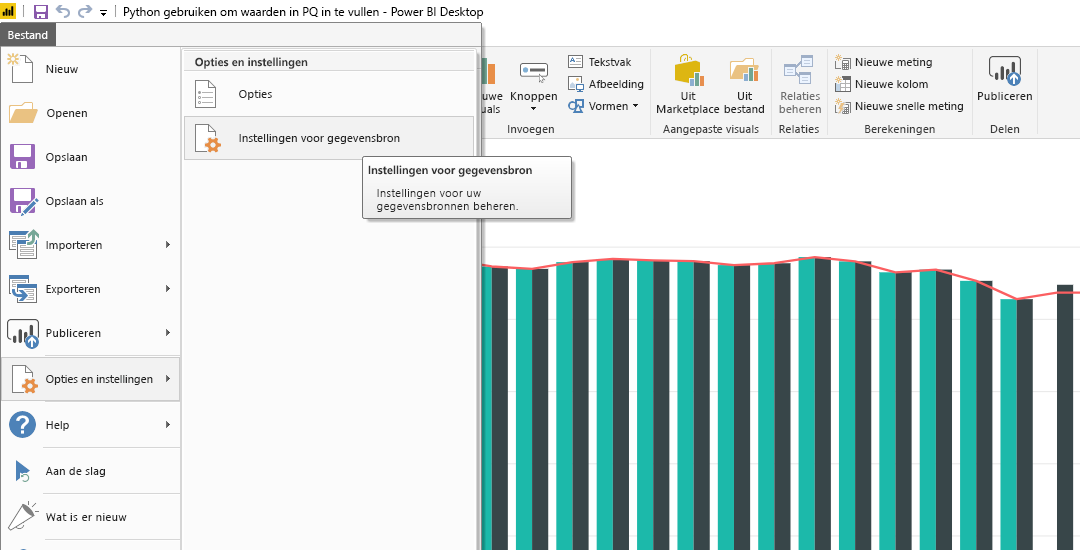 Python gebruiken om waarden in PQ in te vullen - Power BI Desktop
Bestand
Nieuw
Openen
Opslaan
Opslaan als
Importeren
Exporteren
Publiceren
Opties en instellingen
Help
Aan de slag
Wat is er nieuw
Opties en instellingen
Opties
Instellingen voor gegevensbron
Instellingen voor gegevensbron
Instellingen voor uw
gegevensbronnen beheren.
Knoppen
Tekstvak
Afbeelding
Vormen
Invoegen
Uit
Marketplace
Uit
bestand
Aangepaste visuals
Relaties
beheren
Relaties
Nieuwe meting
Nieuwe kolom
Nieuwe snelle meting
Berekeningen
Publiceren
Delen